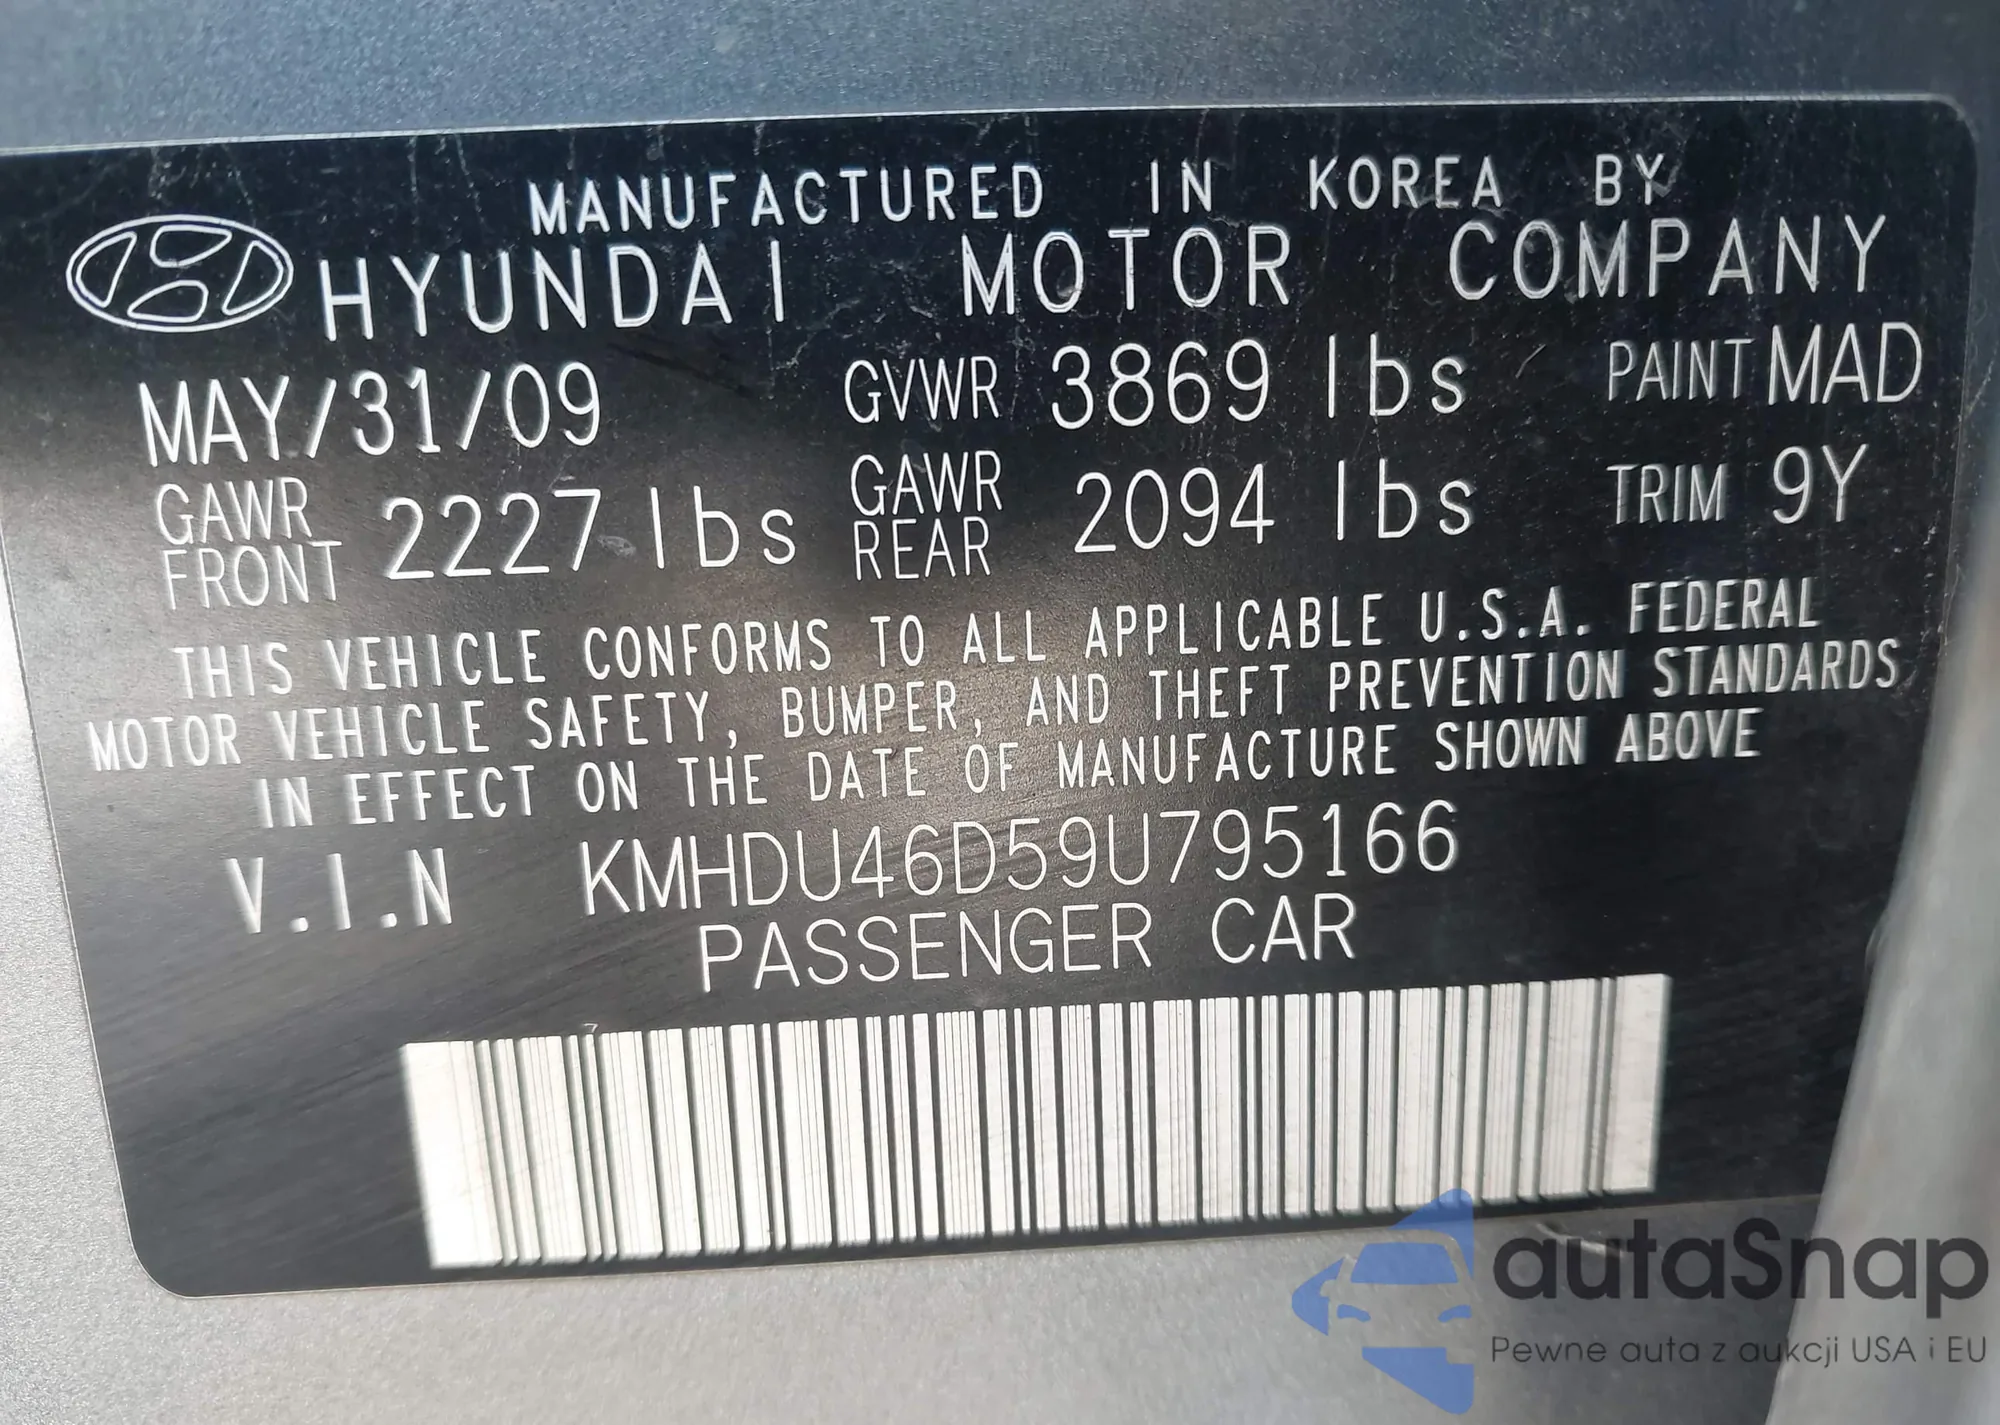 MANUFACTURED IN KOREA BY
HYUNDAI MOTOR COMPANY
MAY/31/09 GVWR 3869 lbs PAINT MAD
GAWR FRONT 2227 lbs GAWR REAR 2094 lbs TRIM 9Y
THIS VEHICLE CONFORMS TO ALL APPLICABLE U.S.A. FEDERAL
MOTOR VEHICLE SAFETY, BUMPER, AND THEFT PREVENTION STANDARDS
IN EFFECT ON THE DATE OF MANUFACTURE SHOWN ABOVE
V.I.N KMHDU46D59U795166
PASSENGER CAR
autaSnap
Pewne auta z aukcji USA i EU